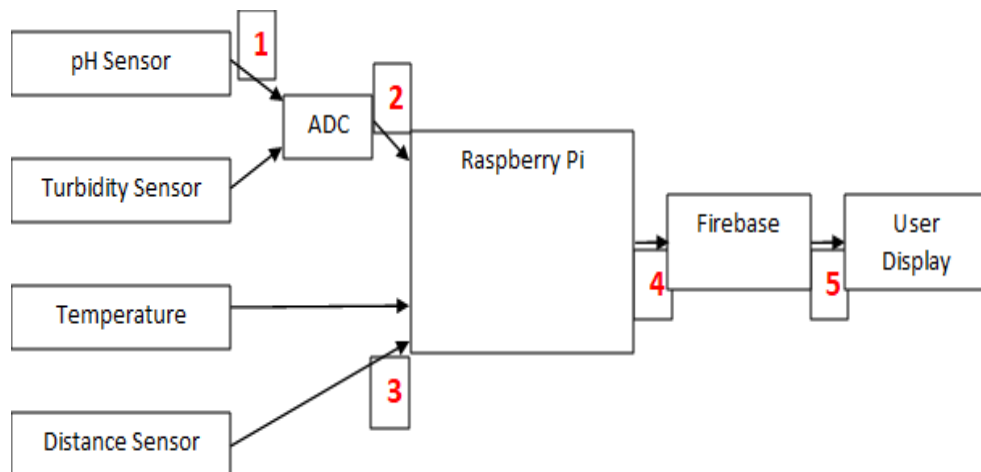 pH Sensor
1
2
ADC
Raspberry Pi
Turbidity Sensor
Firebase
User
Display
4
5
Temperature
3
Distance Sensor